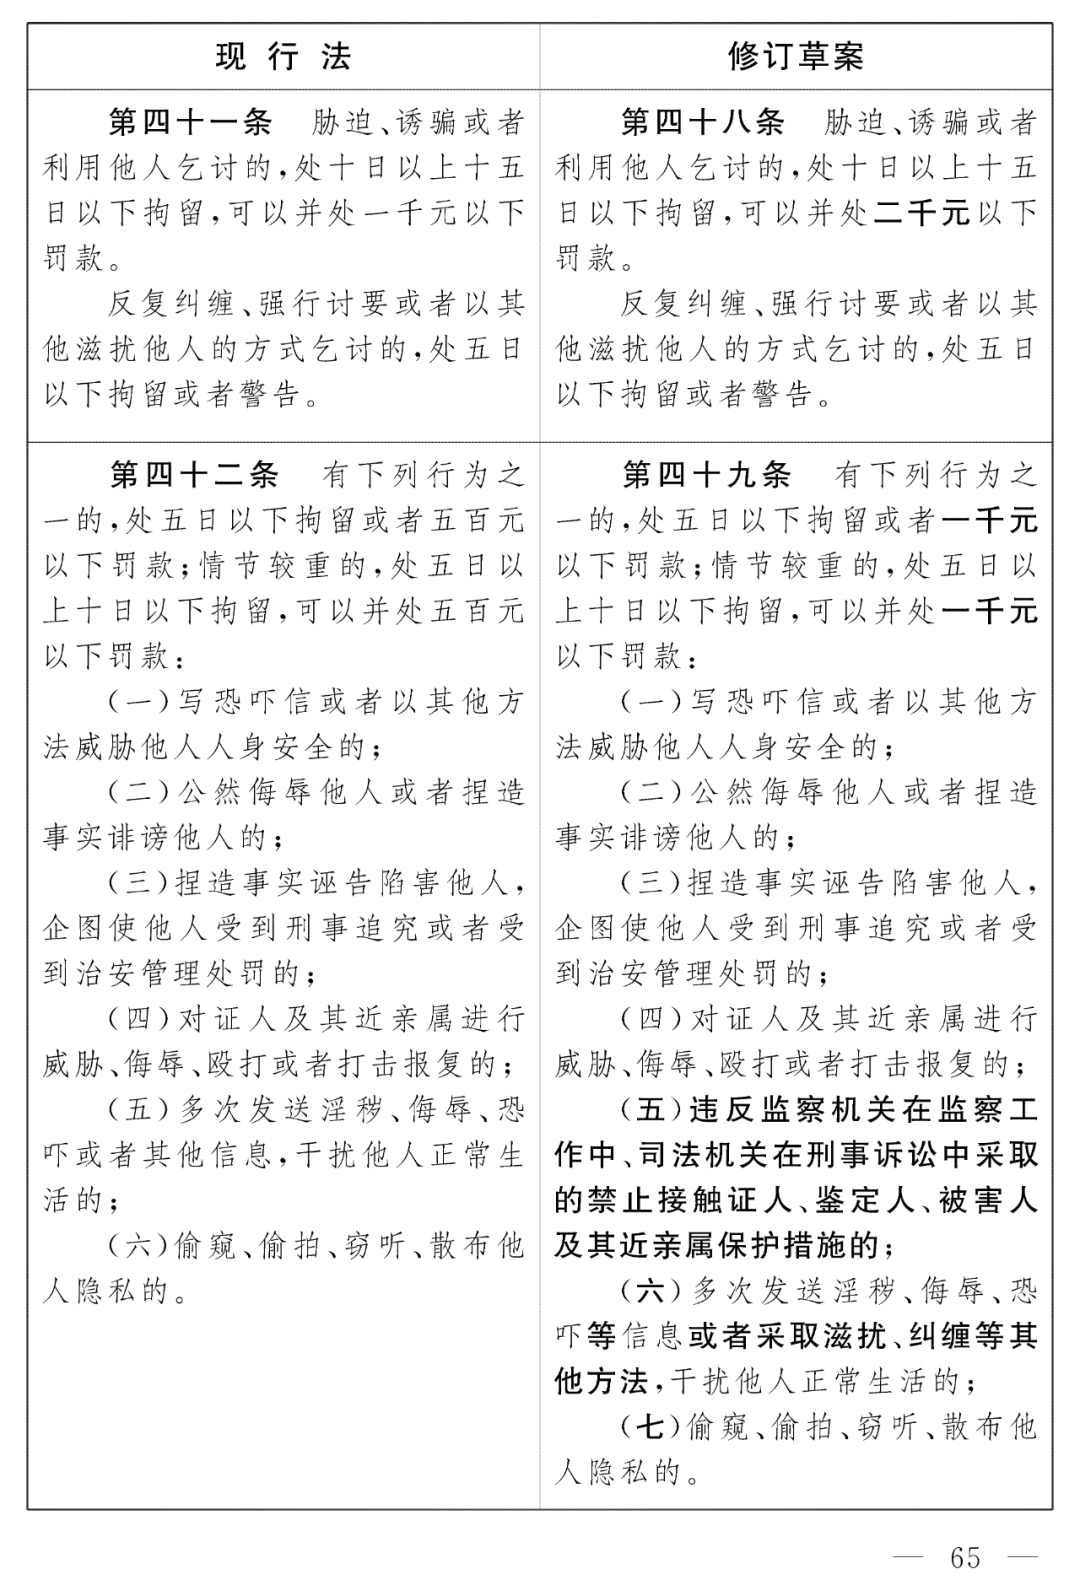 现行法
第四十一条 胁迫、诱骗或者
利用他人乞讨的,处十日以上十五
日以下拘留,可以并处一千元以下
罚款。
反复纠缠、强行讨要或者以其
他滋扰他人的方式乞讨的,处五日
以下拘留或者警告。
修订草案
第四十八条 胁迫、诱骗或者
利用他人乞讨的,处十日以上十五
日以下拘留,可以并处二千元以下
罚款。
反复纠缠、强行讨要或者以其
他滋扰他人的方式乞讨的,处五日
以下拘留或者警告。
第四十二条 有下列行为之
一的,处五日以下拘留或者五百元
以下罚款;情节较重的,处五日以
上十日以下拘留,可以并处五百元
以下罚款:
(一)写恐吓信或者以其他方
法威胁他人人身安全的;
(二)公然侮辱他人或者捏造
事实诽谤他人的;
(三)捏造事实诬告陷害他人,
企图使他人受到刑事追究或者受
到治安管理处罚的;
(四)对证人及其近亲属进行
威胁、侮辱、殴打或者打击报复的;
(五)多次发送淫秽、侮辱、恐
吓或者其他信息,干扰他人正常生
活的;
(六)偷窥、偷拍、窃听、散布他
人隐私的。
第四十九条 有下列行为之
一的,处五日以下拘留或者一千元
以下罚款;情节较重的,处五日以
上十日以下拘留,可以并处一千元
以下罚款:
(一)写恐吓信或者以其他方
法威胁他人人身安全的;
(二)公然侮辱他人或者捏造
事实诽谤他人的;
(三)捏造事实诬告陷害他人,
企图使他人受到刑事追究或者受
到治安管理处罚的;
(四)对证人及其近亲属进行
威胁、侮辱、殴打或者打击报复的;
(五)违反监察机关在监察工
作中、司法机关在刑事诉讼中采取
的禁止接触证人、鉴定人、被害人
及其近亲属保护措施的;
(六)多次发送淫秽、侮辱、恐
吓等信息或者采取滋扰、纠缠等其
他方法,干扰他人正常生活的;
(七)偷窥、偷拍、窃听、散布他
人隐私的。
— 65 —